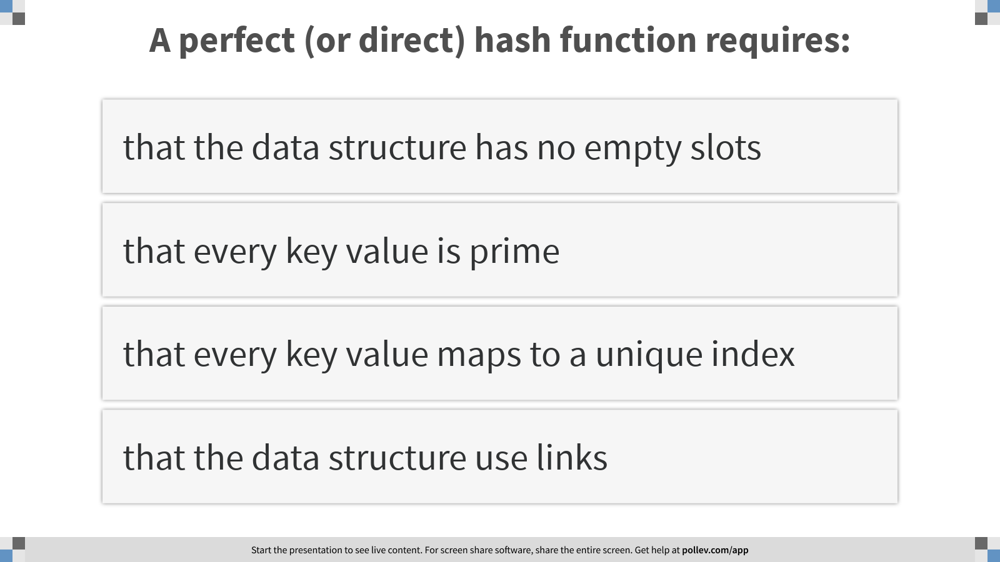 A perfect (or direct) hash function requires:
that the data structure has no empty slots
that every key value is prime
that every key value maps to a unique index
that the data structure use links
Start the presentation to see live content. For screen share software, share the entire screen. Get help at pollev.com/app